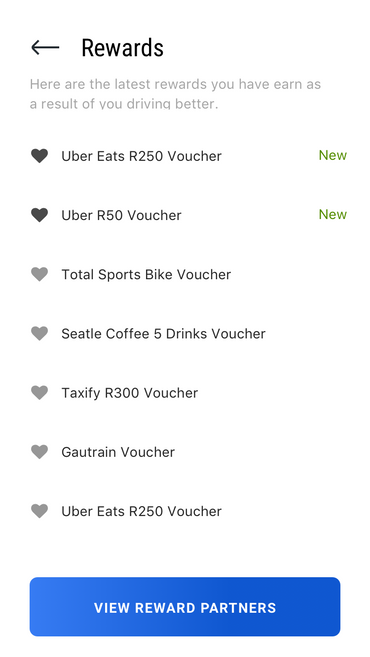 Rewards
Here are the latest rewards you have earn as
a result of you driving better.
Uber Eats R250 Voucher New
Uber R50 Voucher New
Total Sports Bike Voucher
Seatle Coffee 5 Drinks Voucher
Taxify R300 Voucher
Gautrain Voucher
Uber Eats R250 Voucher
VIEW REWARD PARTNERS